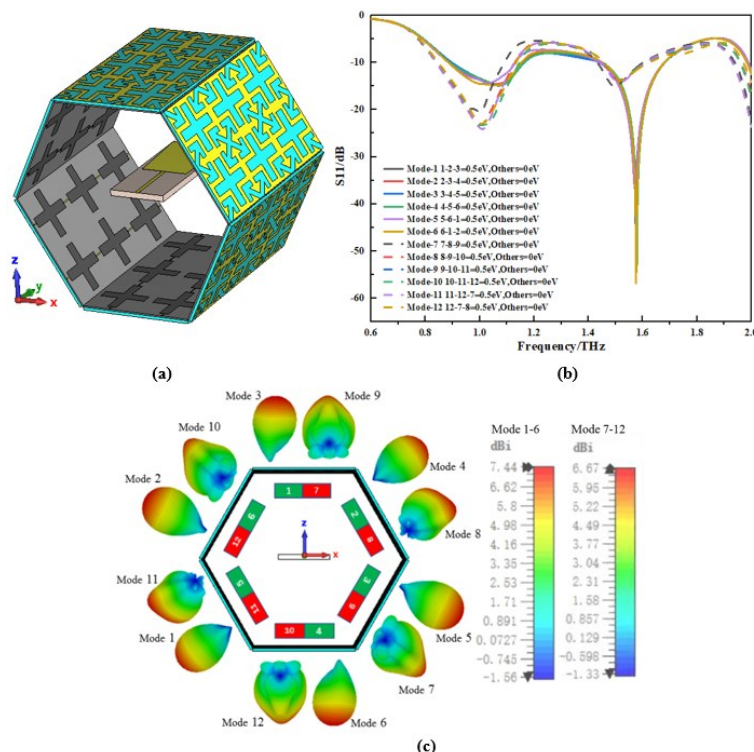 z
y
x
(a)
0
-10
-20
-30
-40
-50
-60
S11/dB
Mode-1 1-2-3=0.5eV,Others=0eV
Mode-2 2-3-4=0.5eV,Others=0eV
Mode-3 3-4-5=0.5eV,Others=0eV
Mode-4 4-5-6=0.5eV,Others=0eV
Mode-5 5-6-1=0.5eV,Others=0eV
Mode-6 6-1-2=0.5eV,Others=0eV
Mode-7 7-8-9=0.5eV,Others=0eV
Mode-8 8-9-10=0.5eV,Others=0eV
Mode-9 9-10-11=0.5eV,Others=0eV
Mode-10 10-11-12=0.5eV,Others=0eV
Mode-11 11-12-7=0.5eV,Others=0eV
Mode-12 12-7-8=0.5eV,Others=0eV
0.6 0.8 1.0 1.2 1.4 1.6 1.8 2.0
Frequency/THz
(b)
Mode 3
Mode 9
Mode 10
Mode 4
Mode 2
Mode 8
Mode 11
Mode 5
Mode 1
Mode 7
Mode 12
Mode 6
1 7
2
8
3
9
10 4
5
11
6
12
z
x
Mode 1-6
dBi
7.44
6.62
5.8
4.98
4.16
3.35
2.53
1.71
0.891
0.0727
-0.745
-1.56
Mode 7-12
dBi
6.67
5.95
5.22
4.49
3.77
3.04
2.31
1.58
0.857
0.129
-0.599
-1.33
(c)